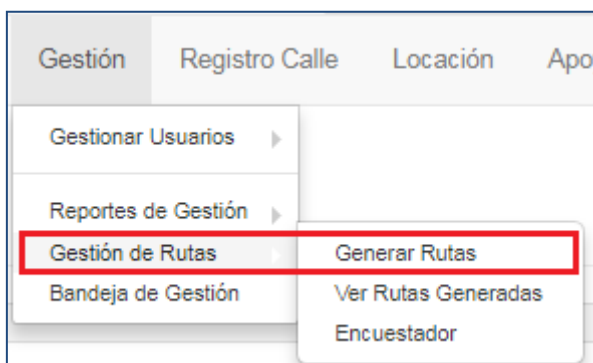 Gestión Registro Calle Locación Apo
Gestionar Usuarios
Reportes de Gestión
Gestión de Rutas Generar Rutas
Bandeja de Gestión Ver Rutas Generadas
Encuestador